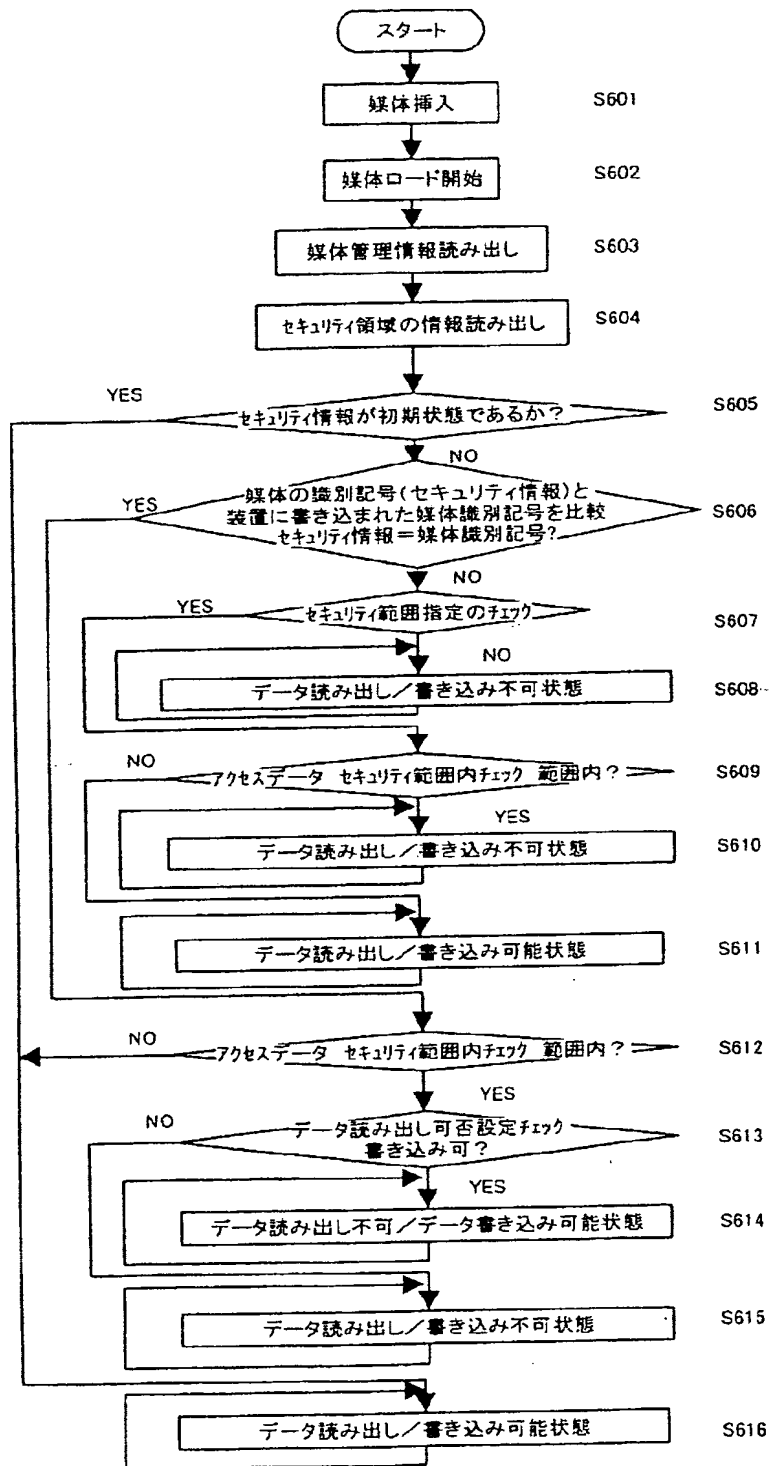 スタート
媒体挿入
S601
媒体ロード開始
S602
媒体管理情報読み出し
S603
セキュリティ領域の情報読み出し
S604
YES
セキュリティ情報が初期状態であるか？
S605
NO
YES
媒体の識別記号(セキュリティ情報)と
装置に書き込まれた媒体識別記号を比較
セキュリティ情報＝媒体識別記号?
S606
NO
YES
セキュリティ範囲指定のチェック
S607
NO
データ読み出し／書き込み不可状態
S608
NO
アクセスデータ セキュリティ範囲内チェック 範囲内？
S609
YES
データ読み出し／書き込み不可状態
S610
データ読み出し／書き込み可能状態
S611
NO
アクセスデータ セキュリティ範囲内チェック 範囲内？
S612
YES
NO
データ読み出し可否設定チェック
書き込み可？
S613
YES
データ読み出し不可／データ書き込み可能状態
S614
データ読み出し／書き込み不可状態
S615
データ読み出し／書き込み可能状態
S616